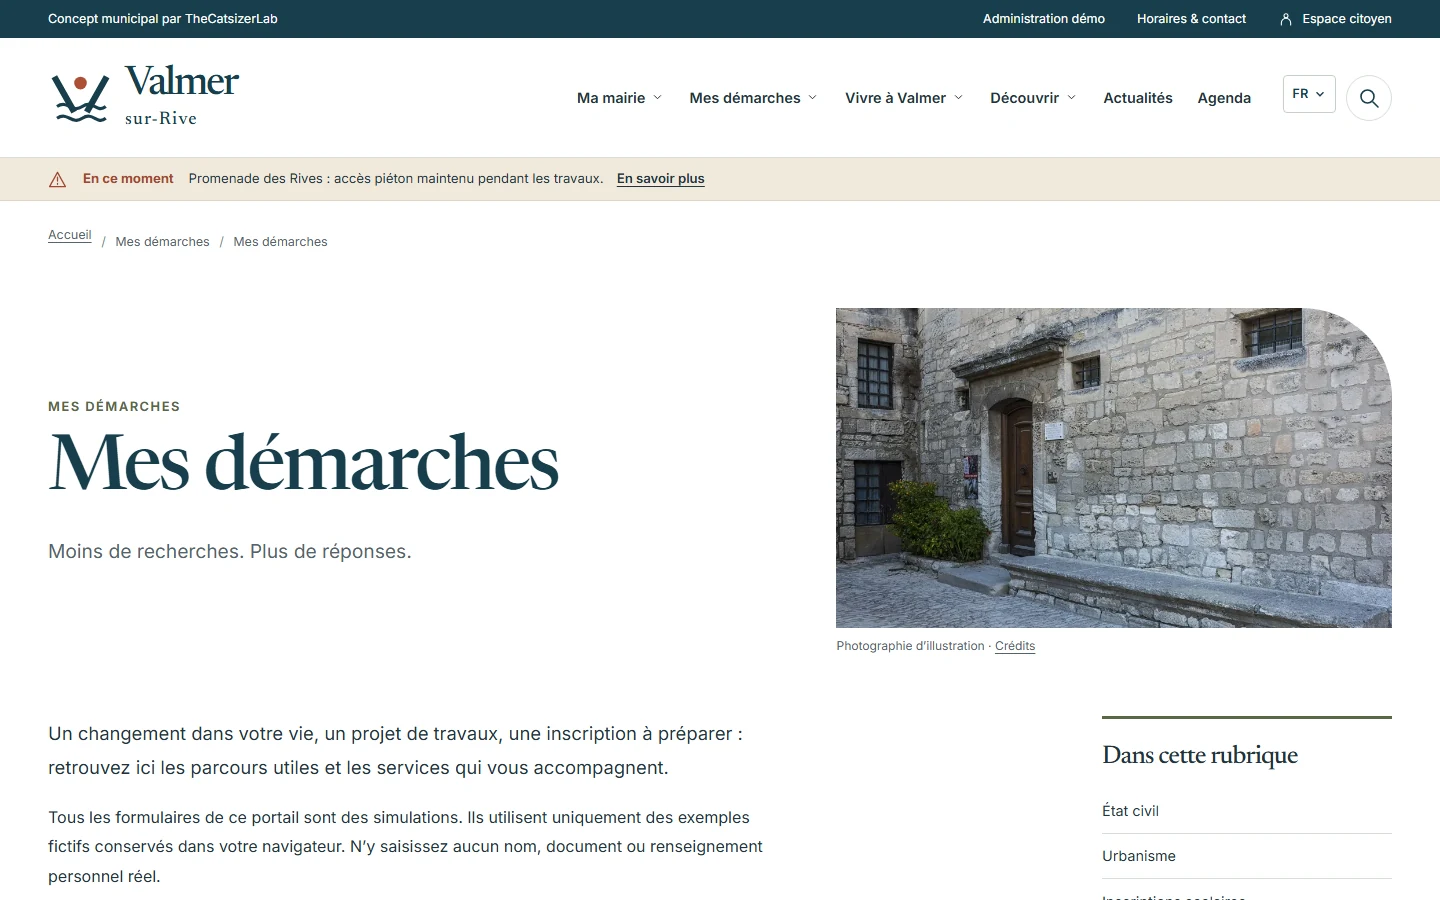 Concept municipal par TheCatsizerLab
Administration démo
Horaires & contact
Espace citoyen
Valmer
sur-Rive
Ma mairie
Mes démarches
Vivre à Valmer
Découvrir
Actualités
Agenda
FR
En ce moment Promenade des Rives : accès piéton maintenu pendant les travaux. En savoir plus
Accueil / Mes démarches / Mes démarches
MES DÉMARCHES
Mes démarches
Moins de recherches. Plus de réponses.
Photographie d’illustration · Crédits
Un changement dans votre vie, un projet de travaux, une inscription à préparer :
retrouvez ici les parcours utiles et les services qui vous accompagnent.
Tous les formulaires de ce portail sont des simulations. Ils utilisent uniquement des exemples
fictifs conservés dans votre navigateur. N’y saisissez aucun nom, document ou renseignement
personnel réel.
Dans cette rubrique
État civil
Urbanisme
Inscriptions scolaires